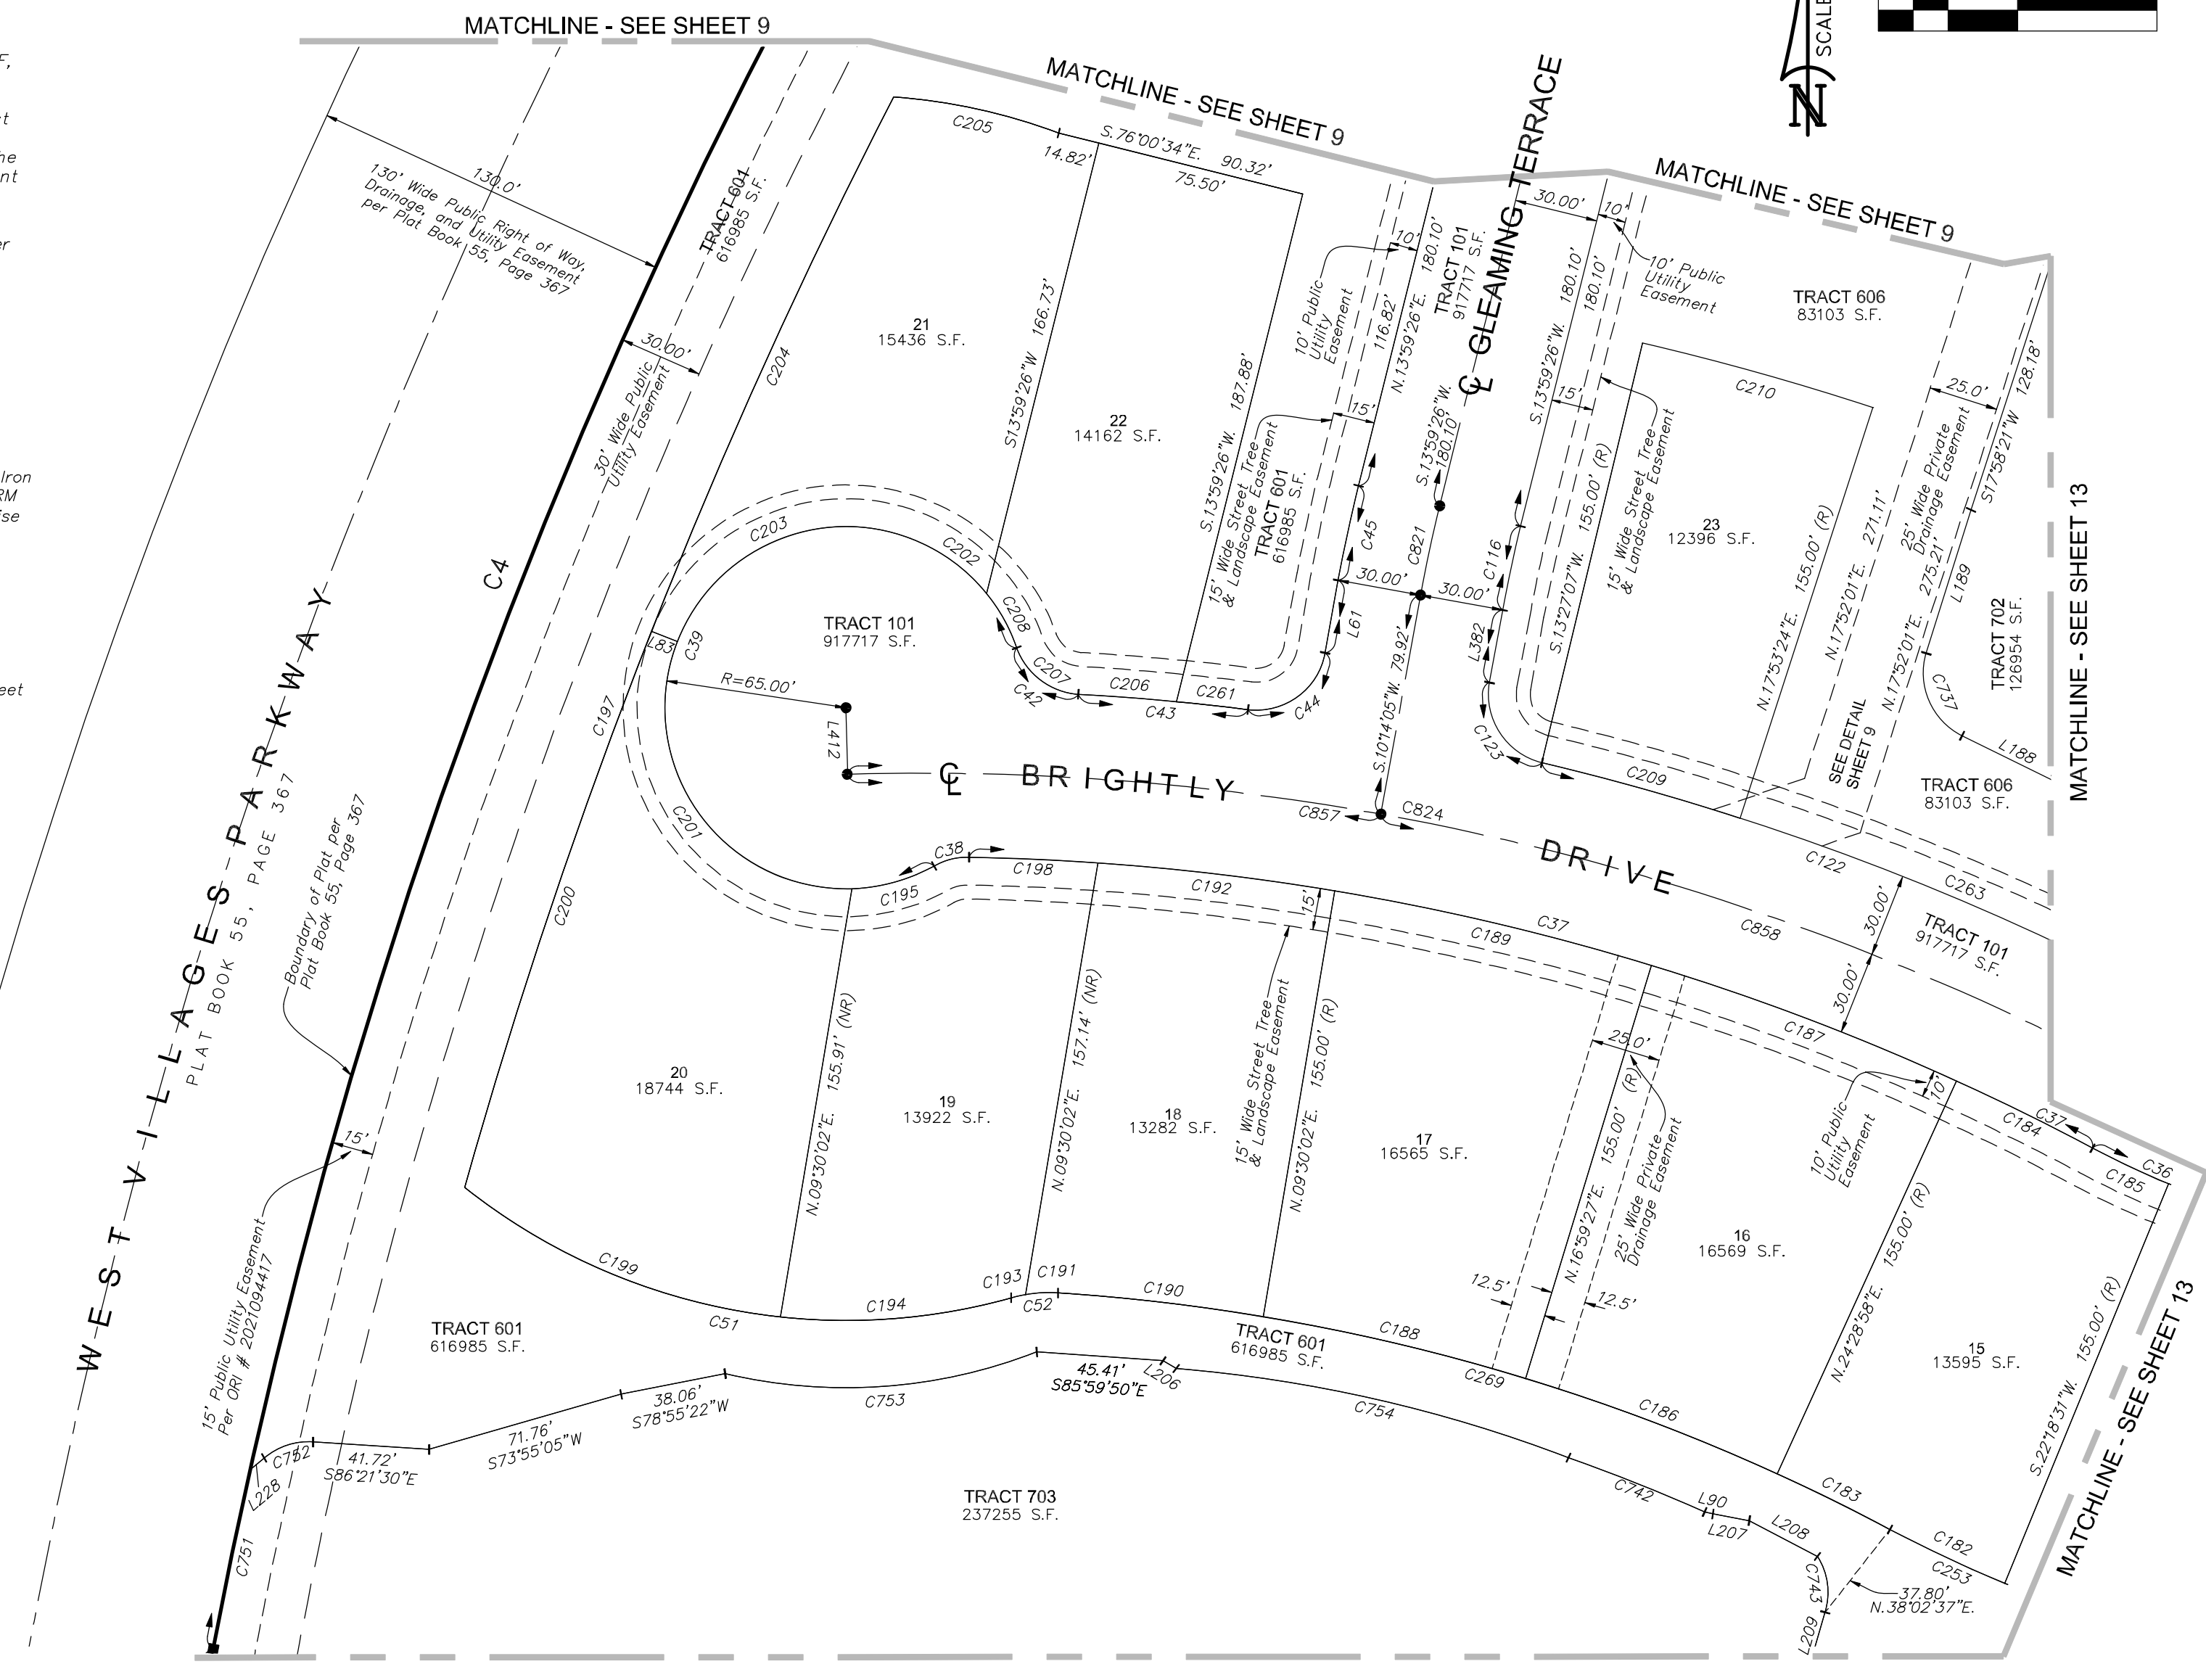 MATCHLINE - SEE SHEET 9
MATCHLINE - SEE SHEET 9
MATCHLINE - SEE SHEET 9
SCALE
N
F,
st
he
nt
er
Iron
RM
ise
eet
130.0'
130' Wide Public Right of Way,
Drainage, and Utility Easement
per Plat Book 55, Page 367
TRACT 601
616985 S.F.
30.00'
30' Wide Public
Utility Easement
C205
14.82'
S.76°00'34"E. 90.32'
75.50'
C204
21
15436 S.F.
S13°59'26"W 166.73'
22
14162 S.F.
S.13°59'26"W. 187.88'
10' Public
Utility
Easement
10'
116.82'
N.13°59'26"E. 180.10'
TRACT 101
917717 S.F.
℄ GLEAMING TERRACE
S.13°59'26"W.
180.10'
30.00'
10'
S.13°59'26"W. 180.10'
180.10'
10' Public
Utility
Easement
TRACT 606
83103 S.F.
15'
15' Wide Street Tree
& Landscape Easement
TRACT 601
616985 S.F.
15'
15' Wide Street Tree
& Landscape Easement
C210
S.13°27'07"W. 155.00' (R)
23
12396 S.F.
N.17°53'24"E. 155.00' (R)
N.17°52'01"E. 271.11'
25.0'
25' Wide Private
Drainage Easement
N.17°52'01"E. 275.21'
S17°58'21"W 128.18'
L189
TRACT 702
126954 S.F.
MATCHLINE - SEE SHEET 13
C737
L188
SEE DETAIL
SHEET 9
TRACT 606
83103 S.F.
C4
C203
C202
C208
C207
C42
C206
C261
C43
C44
C45
L61
30.00'
30.00'
C821
C116
L382
C123
S.10°14'05"W. 79.92'
TRACT 101
917717 S.F.
L83
C39
R=65.00'
L412
C197
C201
C200
℄ BRIGHTLY DRIVE
C857
C824
C209
C122
C263
C858
30.00'
30.00'
TRACT 101
917717 S.F.
WEST VILLAGES PARKWAY
PLAT BOOK 55, PAGE 367
Boundary of Plat per
Plat Book 55, Page 367
C38
C195
C198
C192
15'
C37
C189
C187
C37
C184
C36
C185
20
18744 S.F.
N.09°30'02"E. 155.91' (NR)
19
13922 S.F.
N.09°30'02"E. 157.14' (NR)
18
13282 S.F.
15' Wide Street Tree
& Landscape Easement
N.09°30'02"E. 155.00' (R)
17
16565 S.F.
25.0'
N.16°59'27"E. 155.00' (R)
25' Wide Private
Drainage Easement
12.5'
12.5'
10'
10' Public
Utility
Easement
16
16569 S.F.
N.24°28'58"E. 155.00' (R)
15
13595 S.F.
S.22°18'31"W. 155.00' (R)
MATCHLINE - SEE SHEET 13
15'
15' Public Utility Easement
Per ORI # 2021094417
C199
C51
C194
C193
C191
C52
C190
C188
C269
C186
C183
C182
C253
TRACT 601
616985 S.F.
TRACT 601
616985 S.F.
L228
C752
C751
41.72'
S86°21'30"E
71.76'
S73°55'05"W
38.06'
S78°55'22"W
C753
45.41'
S85°59'50"E
L206
C754
C742
L90
L207
L208
C743
L209
37.80'
N.38°02'37"E.
TRACT 703
237255 S.F.